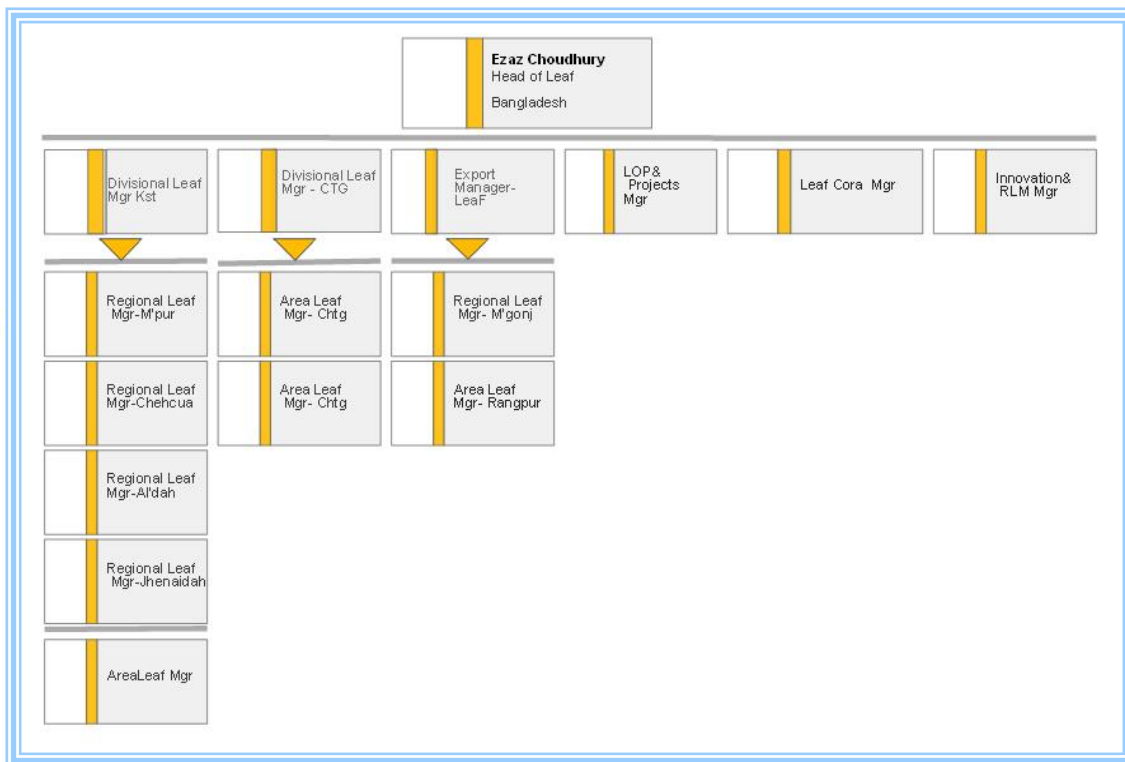 Ezaz Choudhury
Head of Leaf
Bangladesh
Divisional Leaf
Mgr Kst
Divisional Leaf
Mgr - CTG
Export
Manager-
LeaF
LOP&
Projects
Mgr
Leaf Cora Mgr
Innovation&
RLM Mgr
Regional Leaf
Mgr-M'pur
Area Leaf
Mgr- Chtg
Regional Leaf
Mgr- M'gonj
Regional Leaf
Mgr-Chehcua
Area Leaf
Mgr- Chtg
Area Leaf
Mgr- Rangpur
Regional Leaf
Mgr-Al'dah
Regional Leaf
Mgr-Jhenaidah
AreaLeaf Mgr